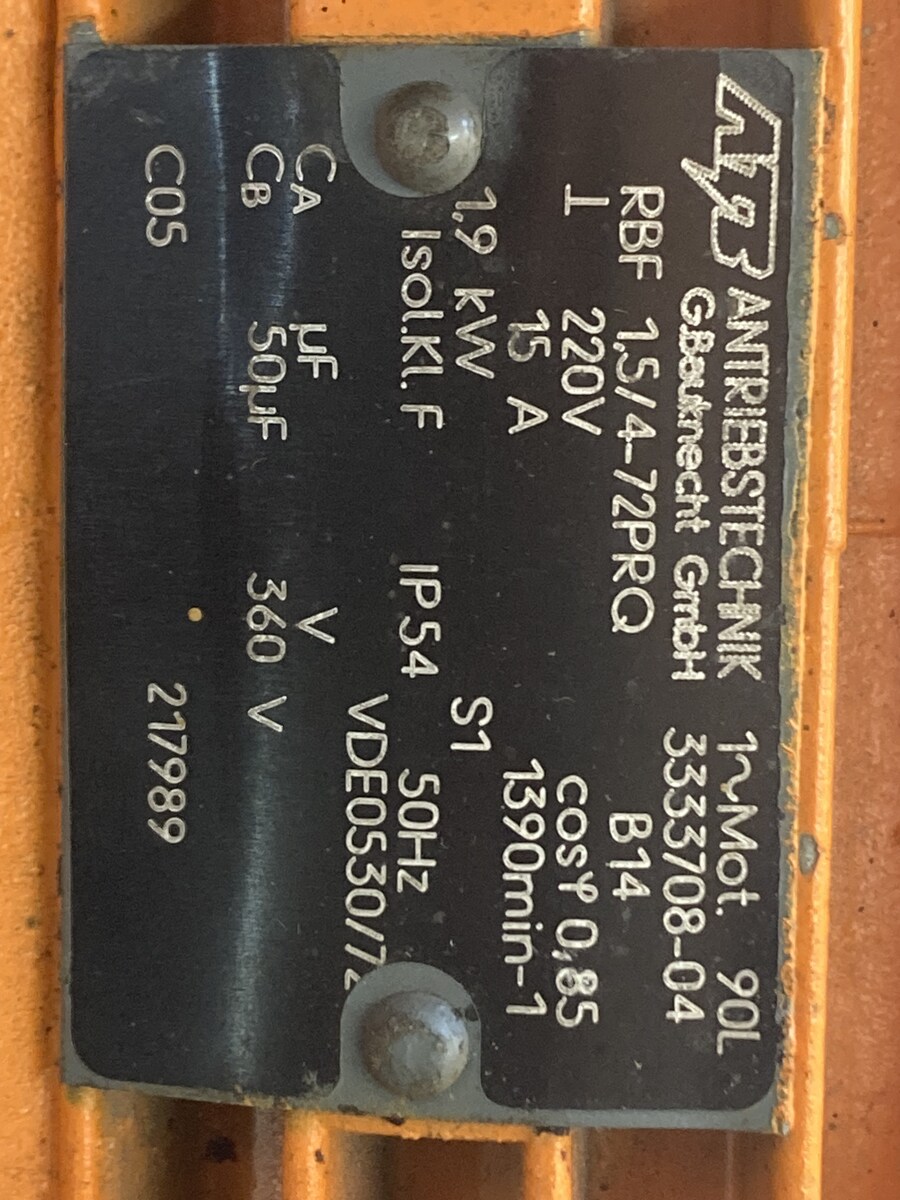 ATB ANTRIEBSTECHNIK 1~Mot. 90L
G.Bauknecht GmbH 3333708-04
RBF 1,5/4-72PRQ B14
⊥ 220V cosφ 0,85
15 A 1390min-1
1,9 kW S1
Isol.Kl. F IP54 50Hz
VDE0530/72
CA µF V
CB 50µF 360 V
C05 217989